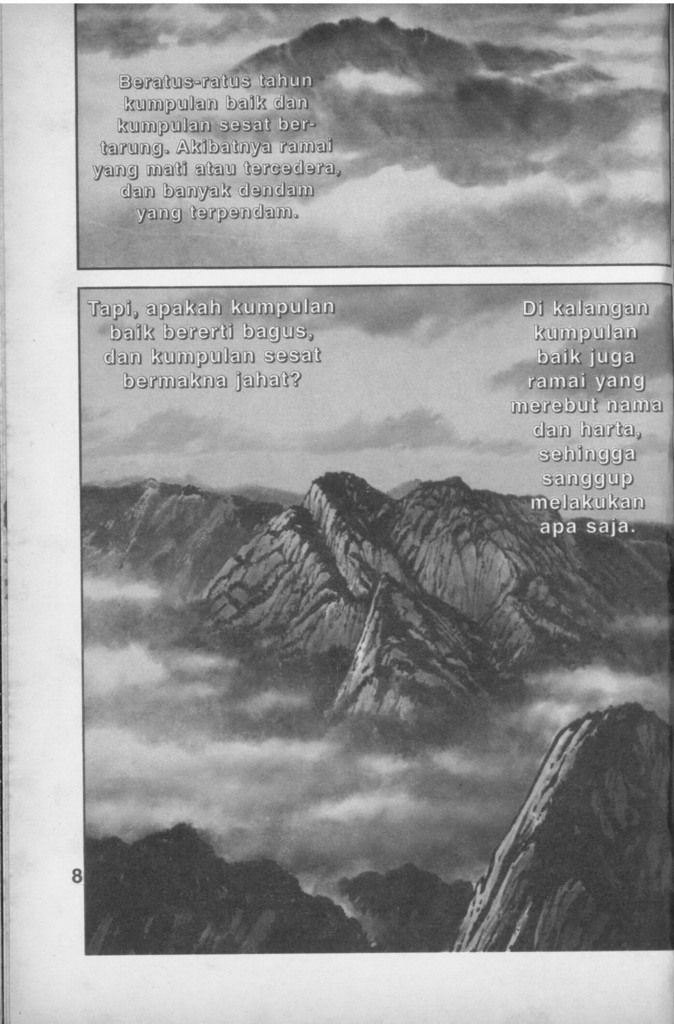 Beratus-ratus tahun
kumpulan baik dan
kumpulan sesat ber-
tarung. Akibatnya ramai
yang mati atau tercedera,
dan banyak dendam
yang terpendam.
Tapi, apakah kumpulan
baik bererti bagus,
dan kumpulan sesat
bermakna jahat?
Di kalangan
kumpulan
baik juga
ramai yang
merebut nama
dan harta,
sehingga
sanggup
melakukan
apa saja.
8